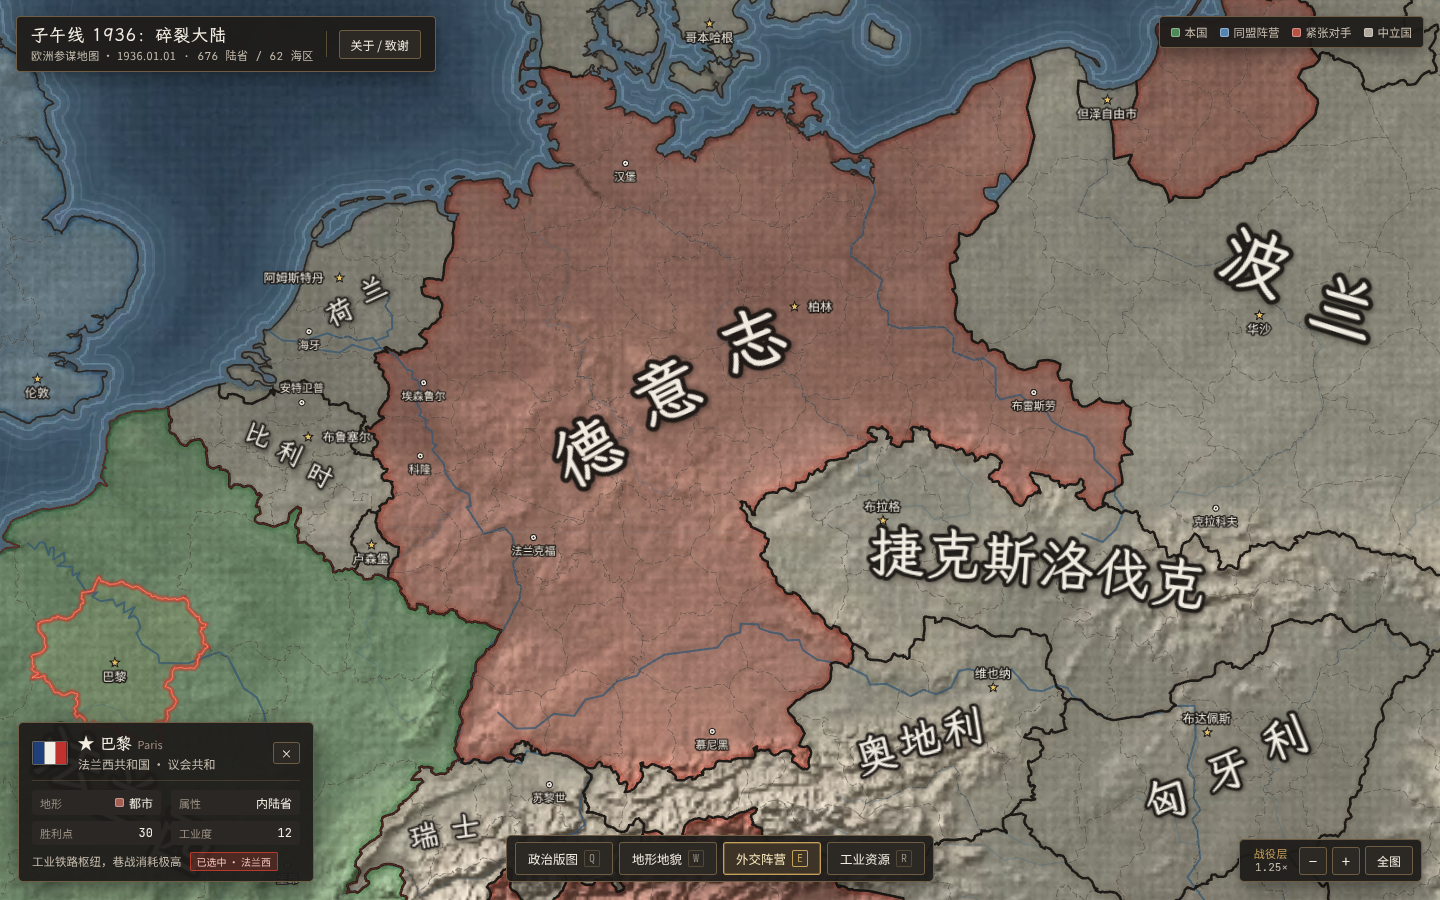 子午线 1936: 碎裂大陆
欧洲参谋地图 · 1936.01.01 · 676 陆省 / 62 海区
关于 / 致谢
本国
同盟阵营
紧张对手
中立国
哥本哈根
但泽自由市
汉堡
波兰
阿姆斯特丹
荷兰
柏林
华沙
海牙
志
伦敦
安特卫普
埃森鲁尔
意
布雷斯劳
比利时
布鲁塞尔
科隆
德
布拉格
克拉科夫
卢森堡
法兰克福
捷克斯洛伐克
巴黎
维也纳
布达佩斯
慕尼黑
奥地利
匈牙利
苏黎世
瑞士
★ 巴黎 Paris
法兰西共和国 · 议会共和
×
地形 都市
属性 内陆省
胜利点 30
工业度 12
工业铁路枢纽，巷战消耗极高
已选中 · 法兰西
政治版图 Q
地形地貌 W
外交阵营 E
工业资源 R
战役层
1.25×
−
+
全图